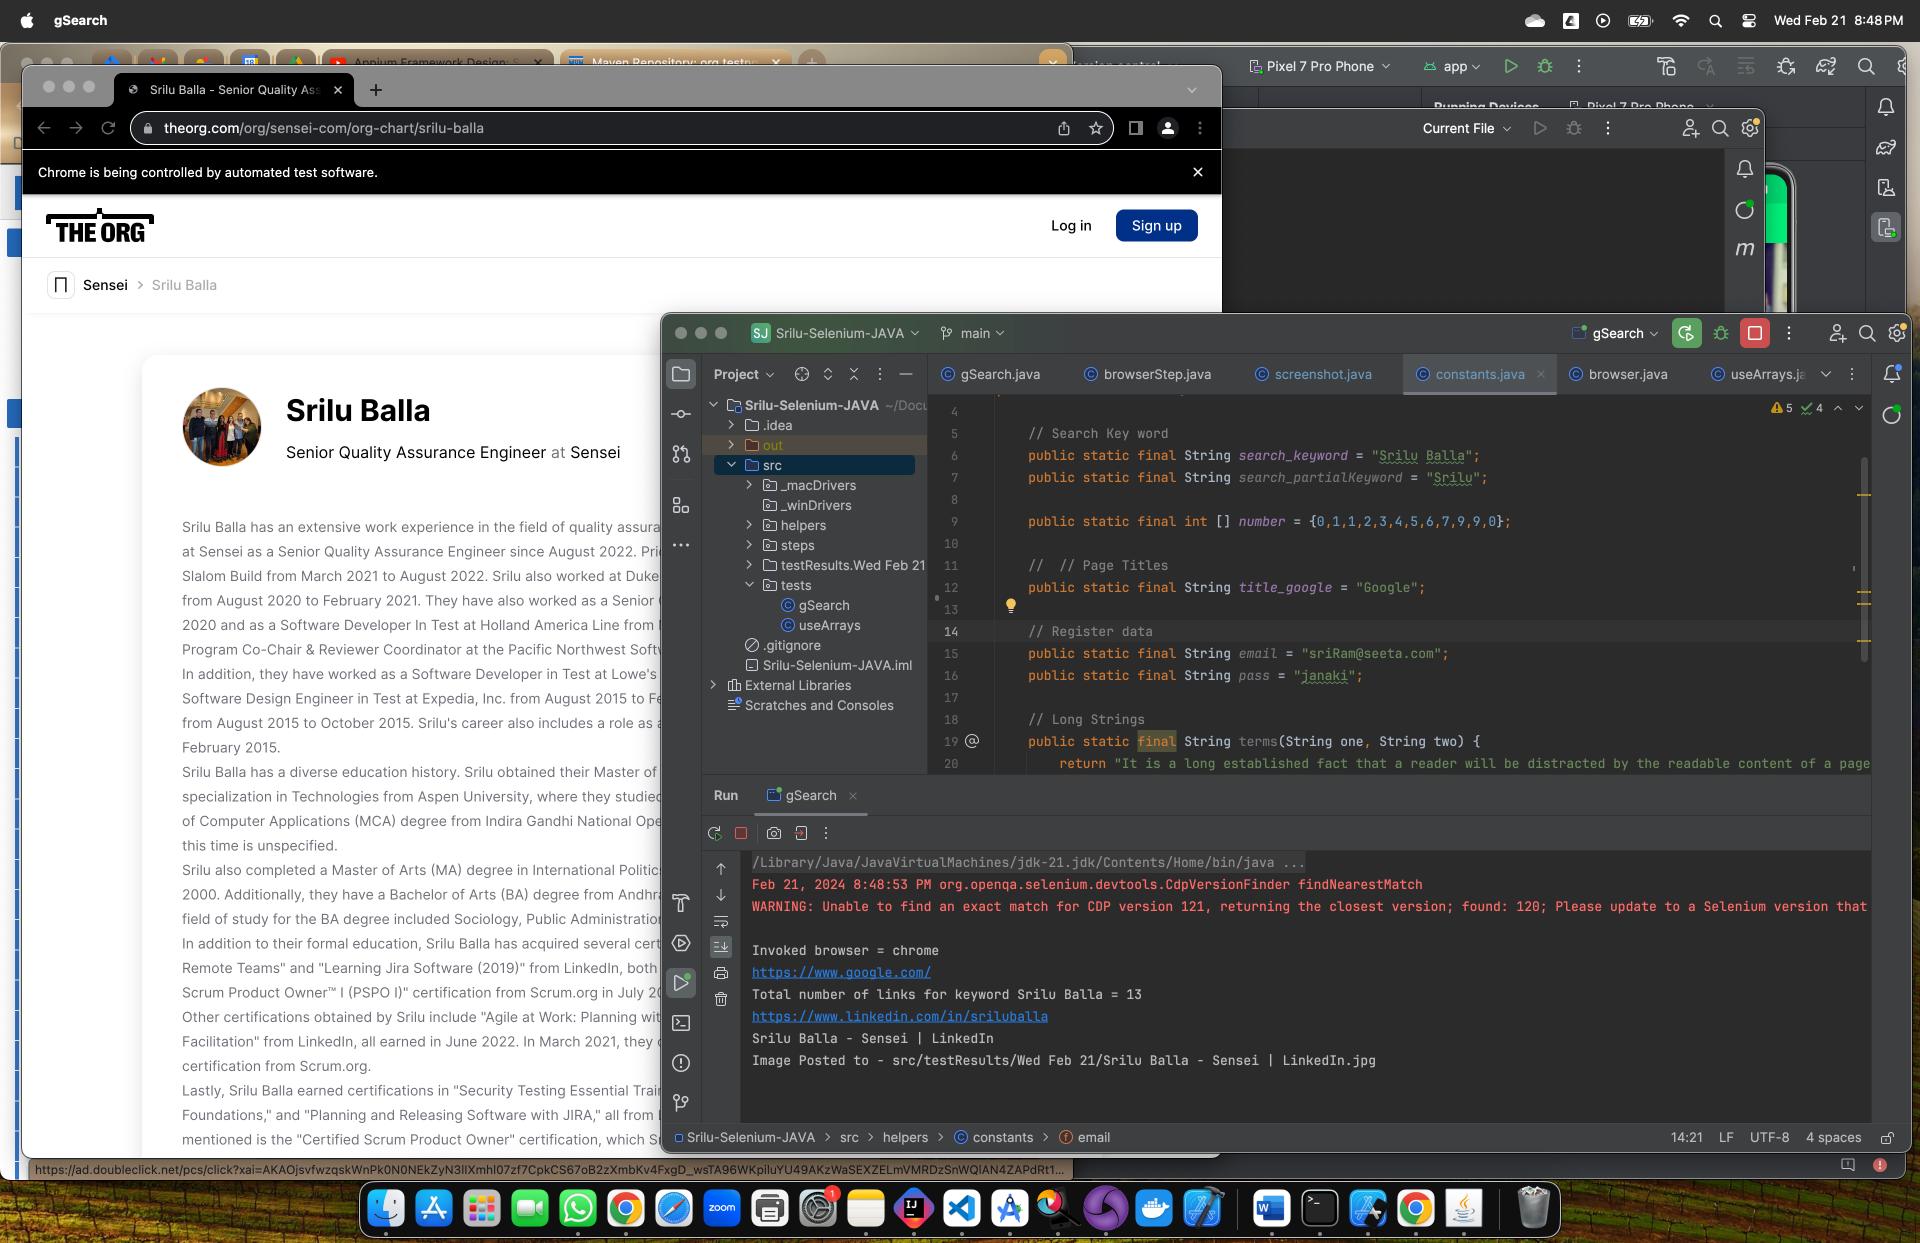 gSearch
Wed Feb 21 8:48 PM
Appium Framework Design: S
Maven Repository: org.testn
Pixel 7 Pro Phone
app
Running Devices
Pixel 7 Pro Phone
Srilu Balla - Senior Quality Ass
theorg.com/org/sensei-com/org-chart/srilu-balla
Current File
Chrome is being controlled by automated test software.
THE ORG
Log in
Sign up
m
Sensei > Srilu Balla
Srilu Balla
Senior Quality Assurance Engineer at Sensei
Srilu Balla has an extensive work experience in the field of quality assura
at Sensei as a Senior Quality Assurance Engineer since August 2022. Pri
Slalom Build from March 2021 to August 2022. Srilu also worked at Duke
from August 2020 to February 2021. They have also worked as a Senior
2020 and as a Software Developer In Test at Holland America Line from
Program Co-Chair & Reviewer Coordinator at the Pacific Northwest Softw
In addition, they have worked as a Software Developer in Test at Lowe's
Software Design Engineer in Test at Expedia, Inc. from August 2015 to Fe
from August 2015 to October 2015. Srilu's career also includes a role as a
February 2015.
Srilu Balla has a diverse education history. Srilu obtained their Master of
specialization in Technologies from Aspen University, where they studied
of Computer Applications (MCA) degree from Indira Gandhi National Ope
this time is unspecified.
Srilu also completed a Master of Arts (MA) degree in International Politic
2000. Additionally, they have a Bachelor of Arts (BA) degree from Andhra
field of study for the BA degree included Sociology, Public Administration
In addition to their formal education, Srilu Balla has acquired several cert
Remote Teams" and "Learning Jira Software (2019)" from LinkedIn, both
Scrum Product Owner™ I (PSPO I)" certification from Scrum.org in July 20
Other certifications obtained by Srilu include "Agile at Work: Planning wit
Facilitation" from LinkedIn, all earned in June 2022. In March 2021, they
certification from Scrum.org.
Lastly, Srilu Balla earned certifications in "Security Testing Essential Trai
Foundations," and "Planning and Releasing Software with JIRA," all from
mentioned is the "Certified Scrum Product Owner" certification, which Sr
SJ Srilu-Selenium-JAVA main
gSearch
Project
gSearch.java
browserStep.java
screenshot.java
constants.java
browser.java
useArrays.ja
Srilu-Selenium-JAVA ~/Docu
.idea
out
src
_macDrivers
_winDrivers
helpers
steps
testResults.Wed Feb 21
tests
gSearch
useArrays
.gitignore
Srilu-Selenium-JAVA.iml
External Libraries
Scratches and Consoles
5 4
4
5 // Search Key word
6 public static final String search_keyword = "Srilu Balla";
7 public static final String search_partialKeyword = "Srilu";
8
9 public static final int [] number = {0,1,1,2,3,4,5,6,7,9,9,0};
10
11 // // Page Titles
12 public static final String title_google = "Google";
13
14 // Register data
15 public static final String email = "sriRam@seeta.com";
16 public static final String pass = "janaki";
17
18 // Long Strings
19 @ public static final String terms(String one, String two) {
20 return "It is a long established fact that a reader will be distracted by the readable content of a page
Run gSearch
/Library/Java/JavaVirtualMachines/jdk-21.jdk/Contents/Home/bin/java ...
Feb 21, 2024 8:48:53 PM org.openqa.selenium.devtools.CdpVersionFinder findNearestMatch
WARNING: Unable to find an exact match for CDP version 121, returning the closest version; found: 120; Please update to a Selenium version that
Invoked browser = chrome
https://www.google.com/
Total number of links for keyword Srilu Balla = 13
https://www.linkedin.com/in/sriluballa
Srilu Balla - Sensei | LinkedIn
Image Posted to - src/testResults/Wed Feb 21/Srilu Balla - Sensei | LinkedIn.jpg
Srilu-Selenium-JAVA > src > helpers > constants > email
14:21 LF UTF-8 4 spaces
zoom
1